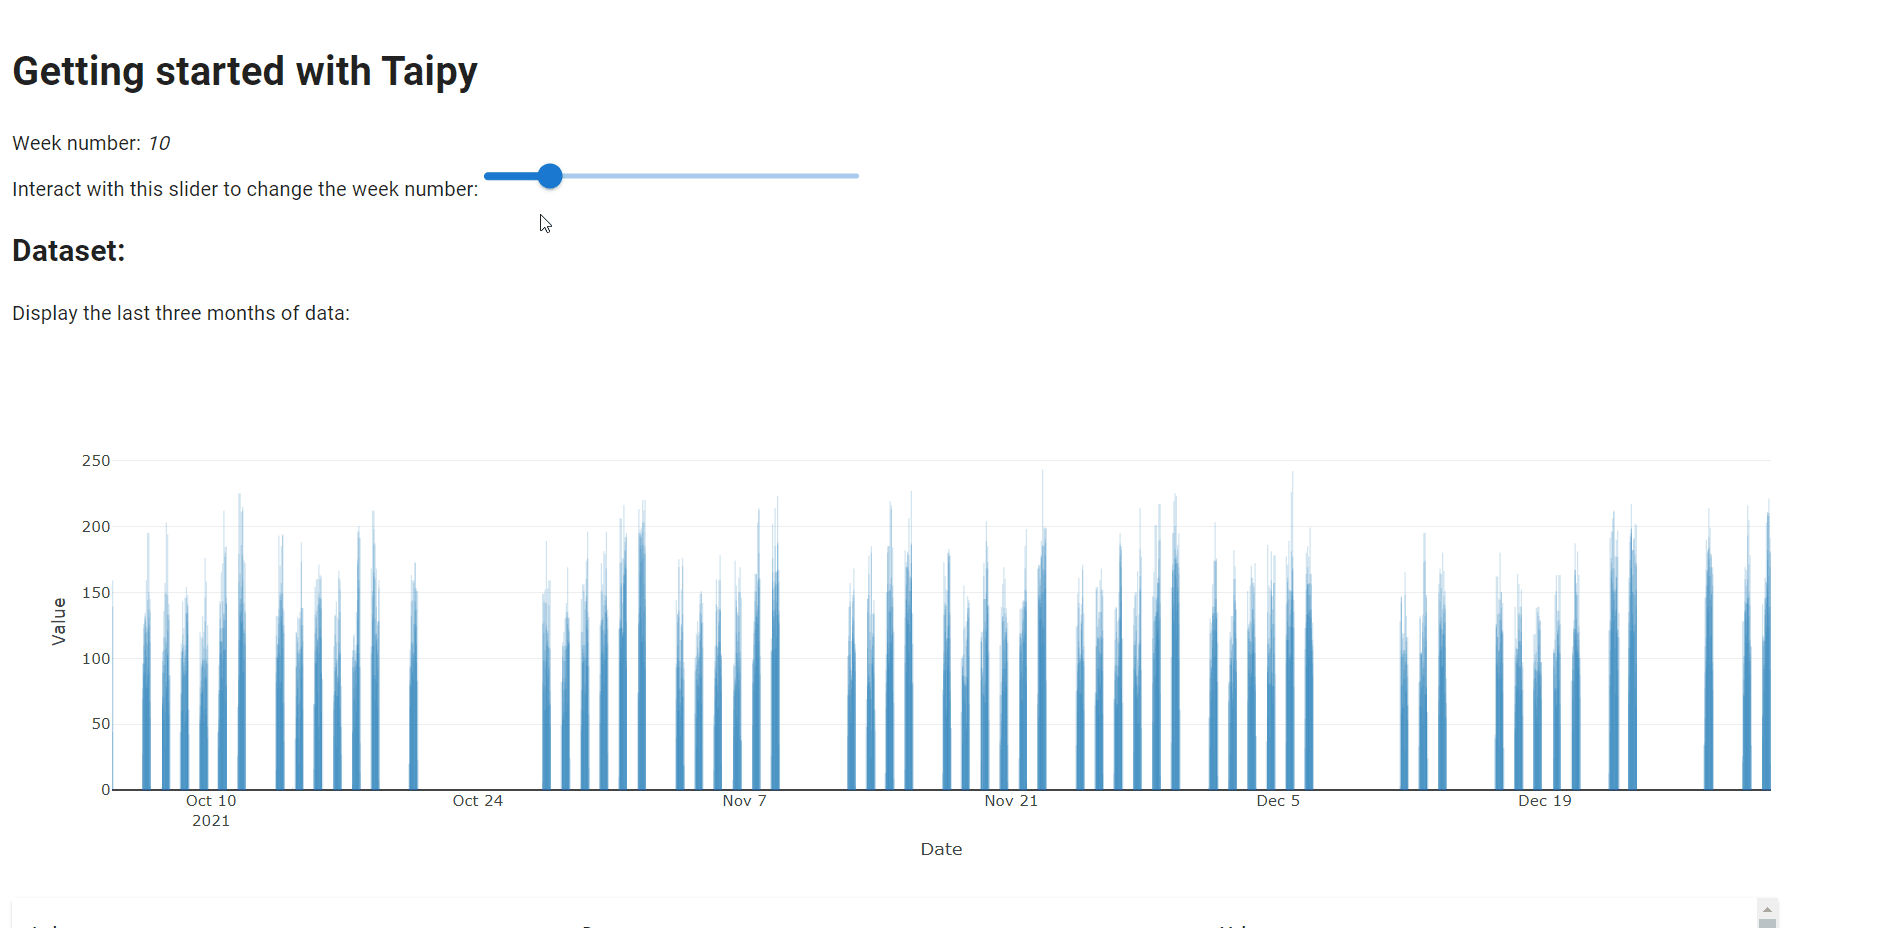 Getting started with Taipy
Week number: 10
Interact with this slider to change the week number:
Dataset:
Display the last three months of data:
250
200
150
100
50
0
Value
Oct 10 Oct 24 Nov 7 Nov 21 Dec 5 Dec 19
2021
Date